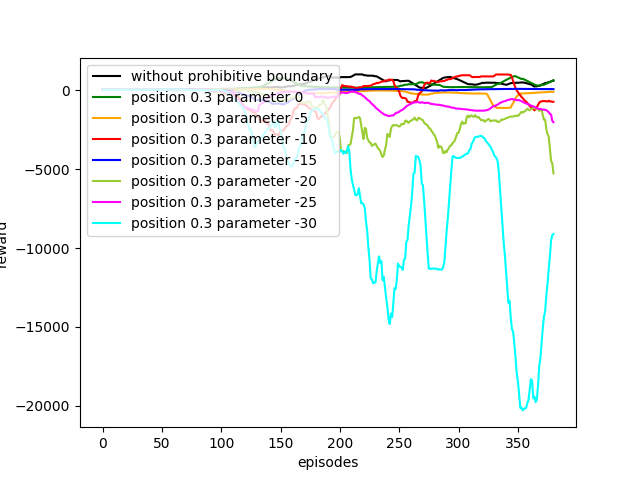 without prohibitive boundary
position 0.3 parameter 0
position 0.3 parameter -5
position 0.3 parameter -10
position 0.3 parameter -15
position 0.3 parameter -20
position 0.3 parameter -25
position 0.3 parameter -30
0
−5000
−10000
−15000
−20000
reward
0 50 100 150 200 250 300 350
episodes